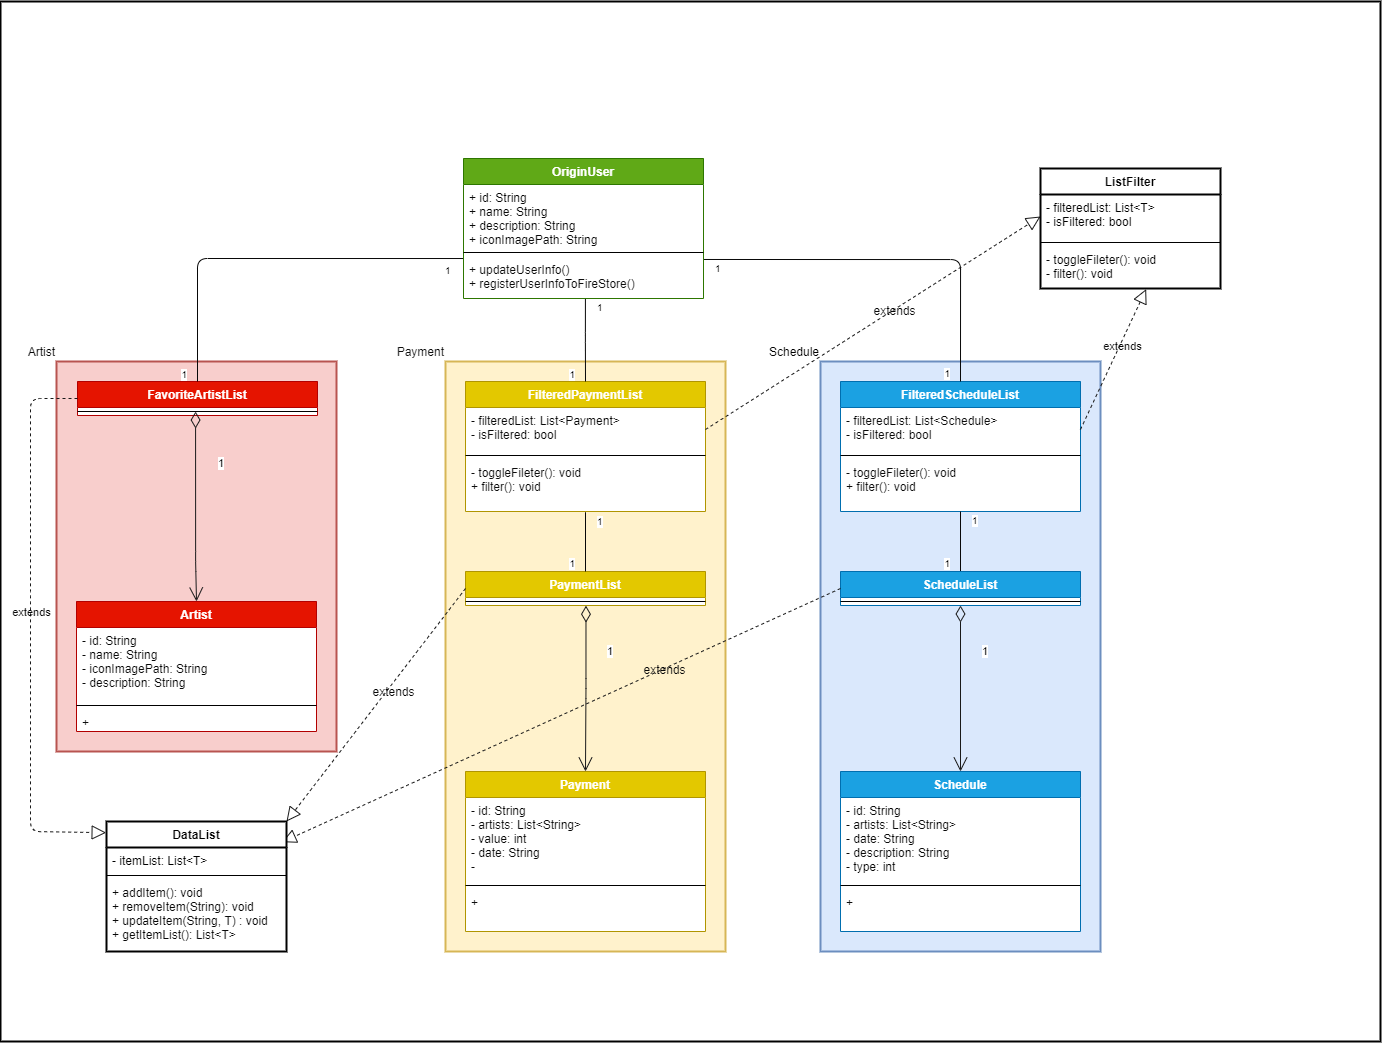 OriginUser
+ id: String
+ name: String
+ description: String
+ iconImagePath: String
+ updateUserInfo()
+ registerUserInfoToFireStore()
ListFilter
- filteredList: List<T>
- isFiltered: bool
- toggleFileter(): void
- filter(): void
1
1
1
extends
extends
Artist
1
FavoriteArtistList
1
Artist
- id: String
- name: String
- iconImagePath: String
- description: String
+
extends
Payment
1
FilteredPaymentList
- filteredList: List<Payment>
- isFiltered: bool
- toggleFileter(): void
+ filter(): void
1
1
PaymentList
1
extends
Payment
- id: String
- artists: List<String>
- value: int
- date: String
-
+
Schedule
1
FilteredScheduleList
- filteredList: List<Schedule>
- isFiltered: bool
- toggleFileter(): void
+ filter(): void
1
1
ScheduleList
1
extends
Schedule
- id: String
- artists: List<String>
- date: String
- description: String
- type: int
+
DataList
- itemList: List<T>
+ addItem(): void
+ removeItem(String): void
+ updateItem(String, T) : void
+ getItemList(): List<T>